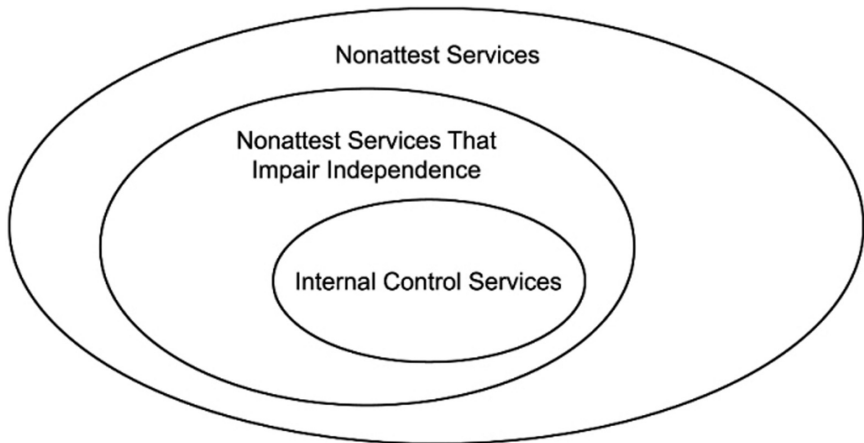 Nonattest Services
Nonattest Services That
Impair Independence
Internal Control Services